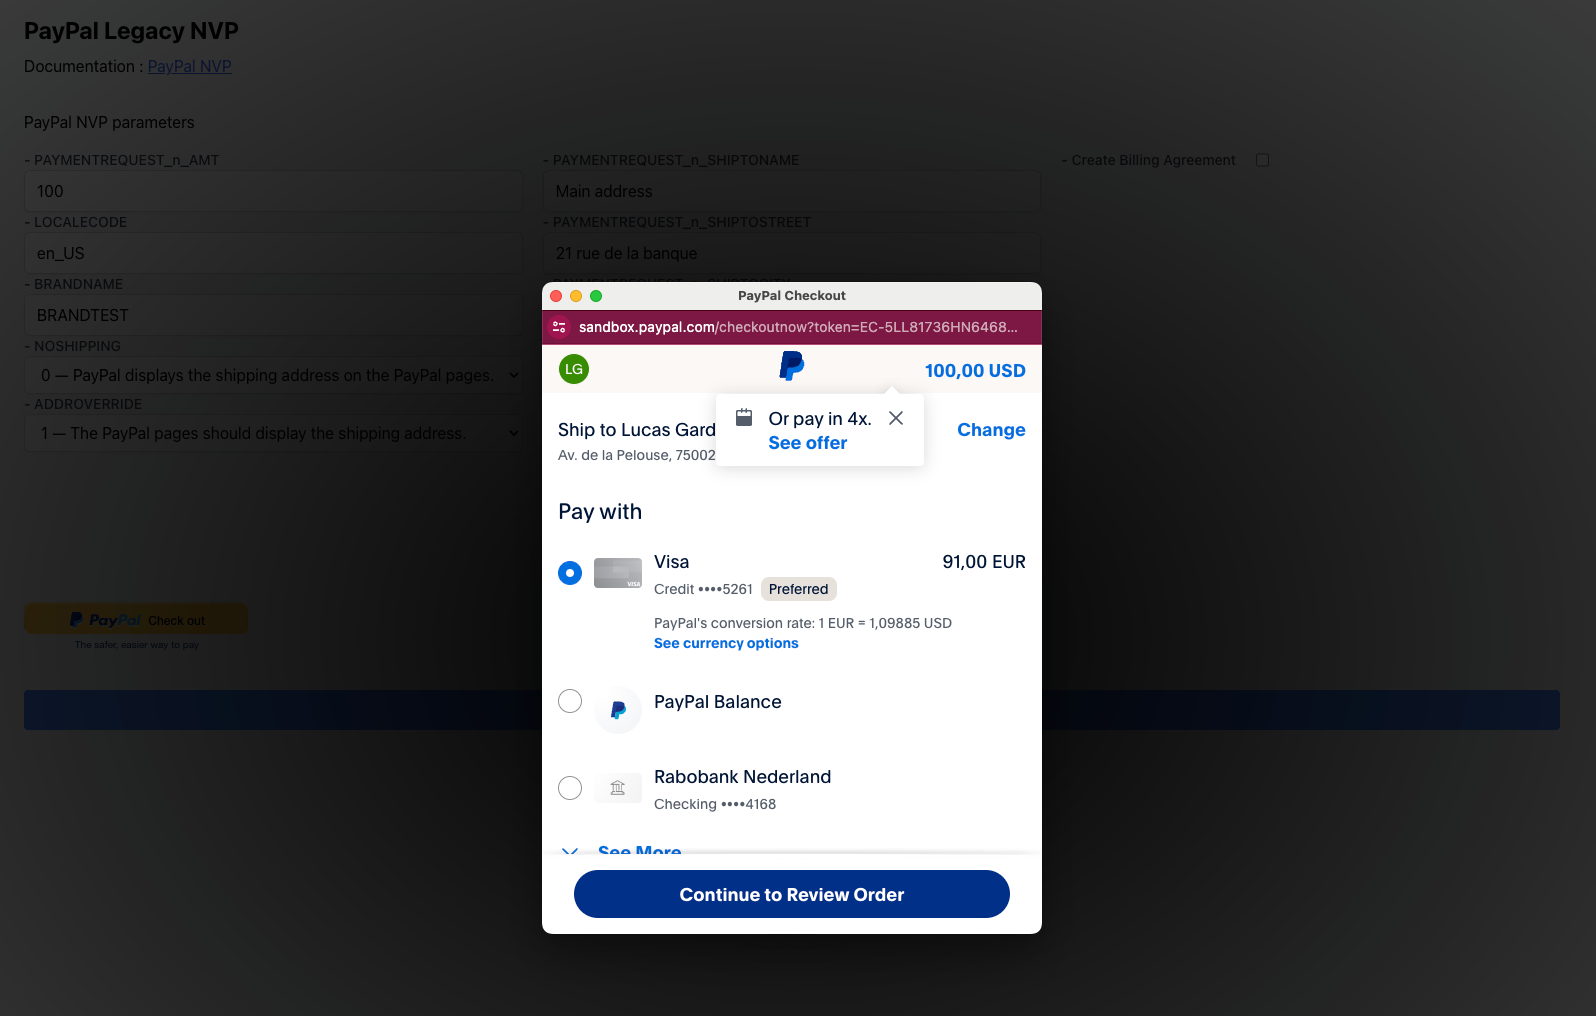 PayPal Legacy NVP
Documentation : PayPal NVP
PayPal NVP parameters
- PAYMENTREQUEST_n_AMT
100
- LOCALECODE
en_US
- BRANDNAME
BRANDTEST
- NOSHIPPING
0 — PayPal displays the shipping address on the PayPal pages.
- ADDROVERRIDE
1 — The PayPal pages should display the shipping address.
- PAYMENTREQUEST_n_SHIPTONAME
Main address
- PAYMENTREQUEST_n_SHIPTOSTREET
21 rue de la banque
- PAYMENTREQUEST_n_SHIPTOCITY
- Create Billing Agreement
PayPal Check out
The safer, easier way to pay
PayPal Checkout
sandbox.paypal.com/checkoutnow?token=EC-5LL81736HN6468...
LG
100,00 USD
Or pay in 4x.
See offer
Ship to Lucas Gard
Change
Av. de la Pelouse, 75002
Pay with
Visa
91,00 EUR
VISA
Credit ••••5261 Preferred
PayPal's conversion rate: 1 EUR = 1,09885 USD
See currency options
PayPal Balance
Rabobank Nederland
Checking ••••4168
See More
Continue to Review Order